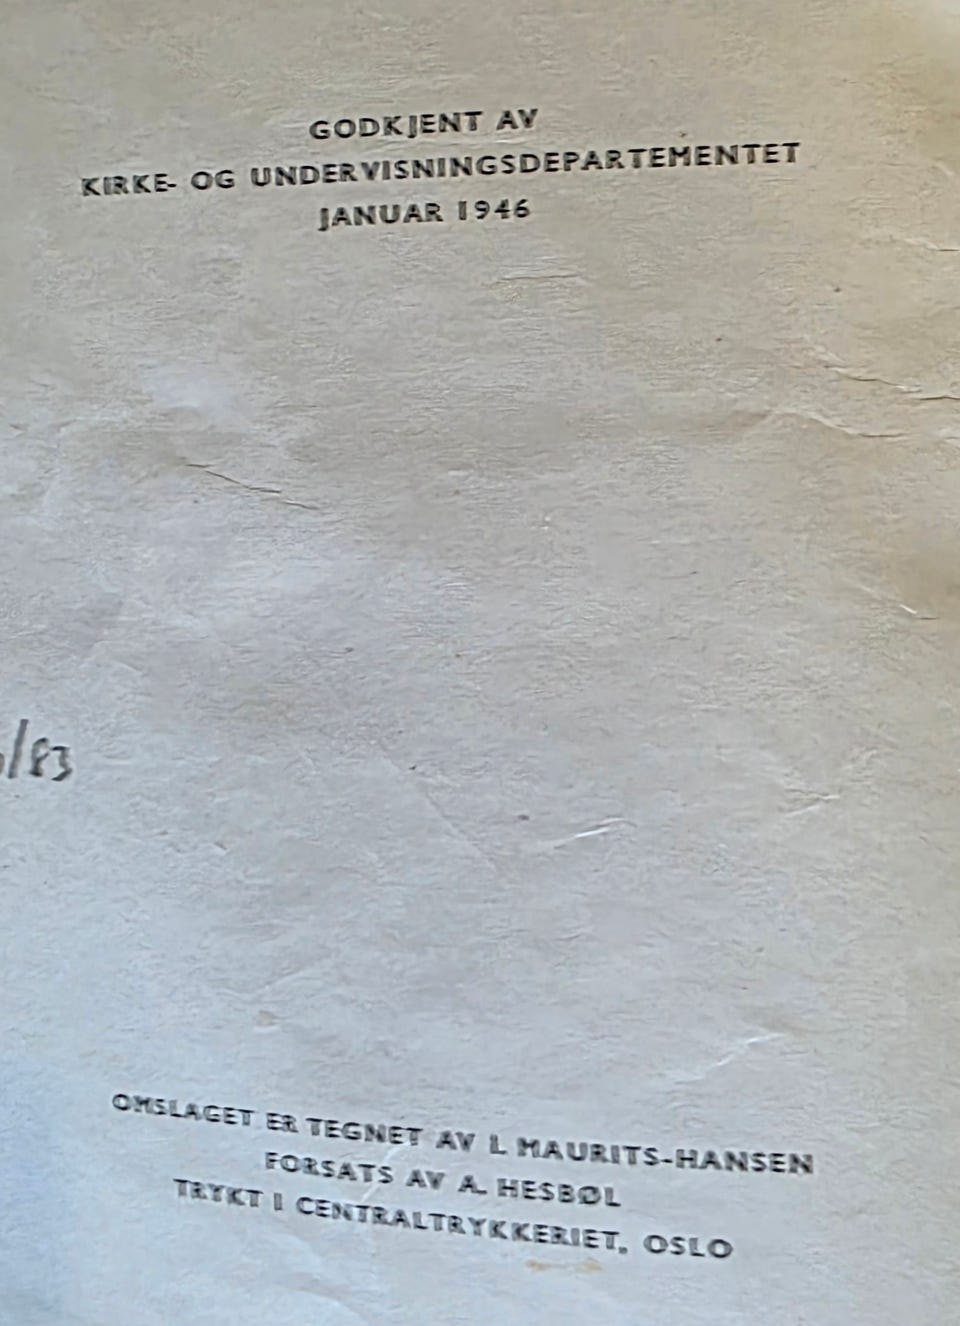 GODKJENT AV
KIRKE- OG UNDERVISNINGSDEPARTEMENTET
JANUAR 1946
/83
OMSLAGET ER TEGNET AV I. MAURITS-HANSEN
FORSATS AV A. HESBØL
TRYKT I CENTRALTRYKKERIET, OSLO